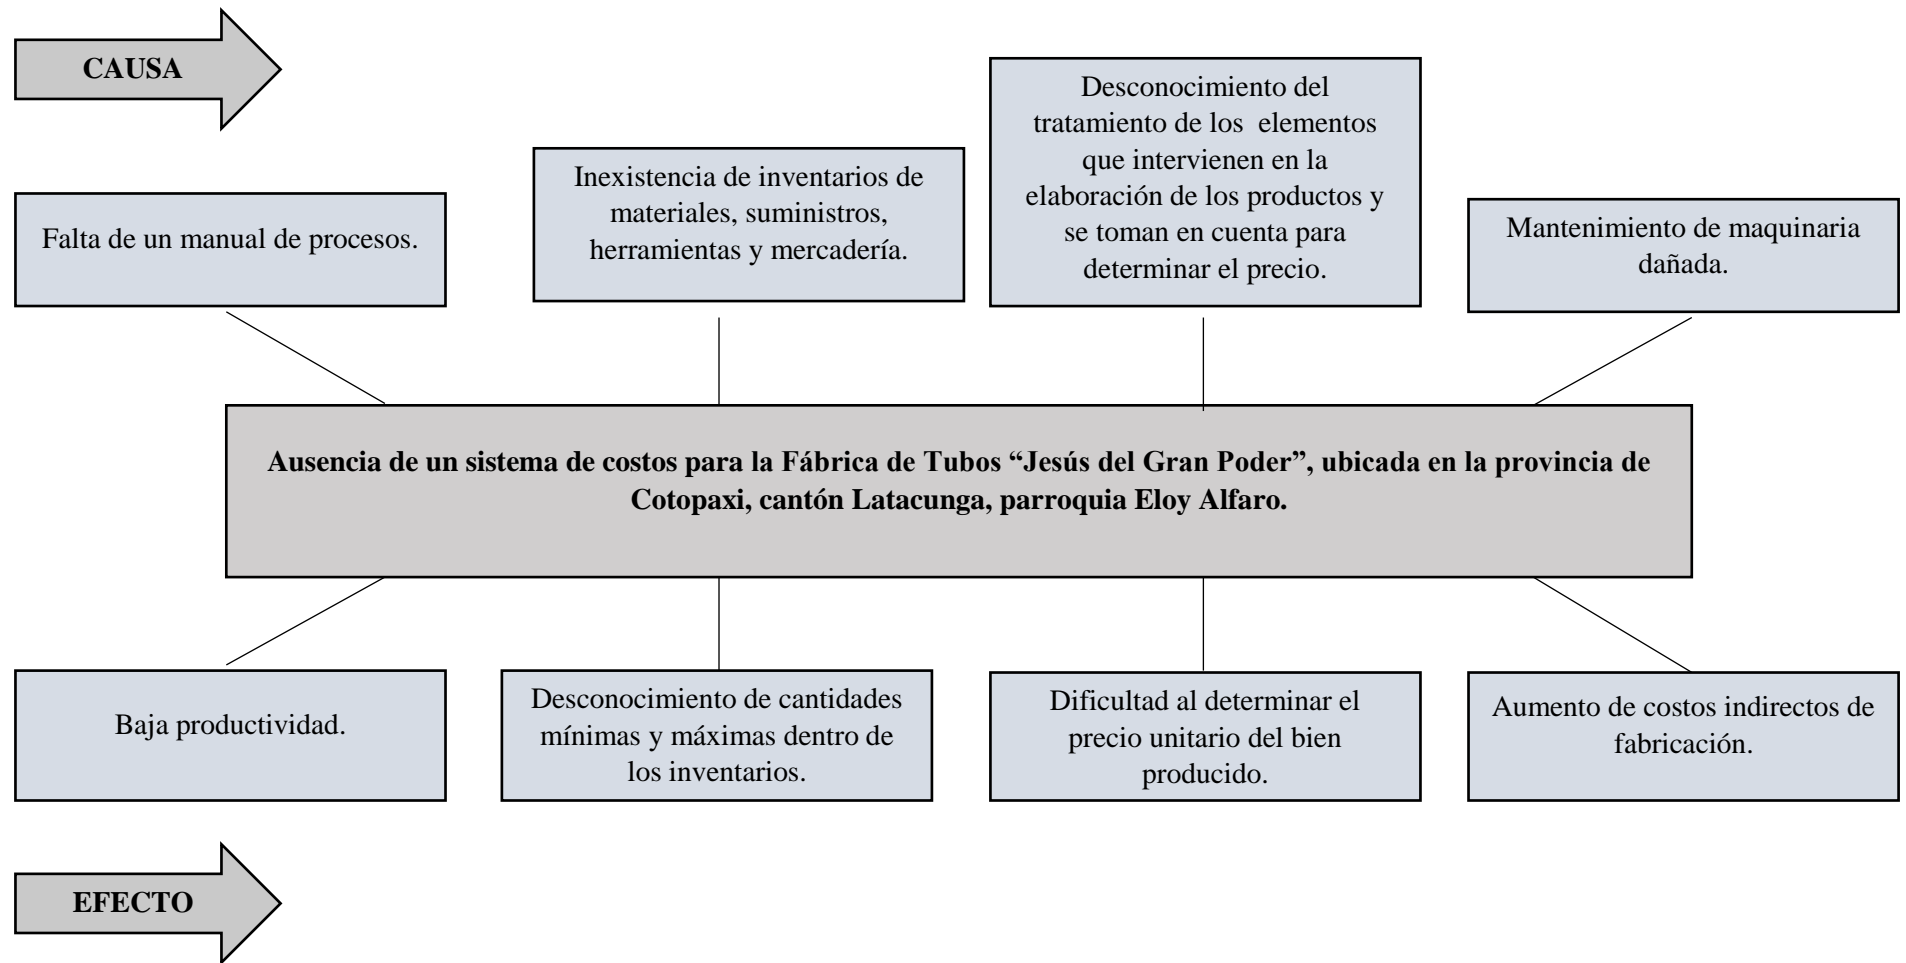 CAUSA
Falta de un manual de procesos.
Inexistencia de inventarios de
materiales, suministros,
herramientas y mercadería.
Desconocimiento del
tratamiento de los  elementos
que intervienen en la
elaboración de los productos y
se toman en cuenta para
determinar el precio.
Mantenimiento de maquinaria
dañada.
Ausencia de un sistema de costos para la Fábrica de Tubos “Jesús del Gran Poder”, ubicada en la provincia de
Cotopaxi, cantón Latacunga, parroquia Eloy Alfaro.
Baja productividad.
Desconocimiento de cantidades
mínimas y máximas dentro de
los inventarios.
Dificultad al determinar el
precio unitario del bien
producido.
Aumento de costos indirectos de
fabricación.
EFECTO